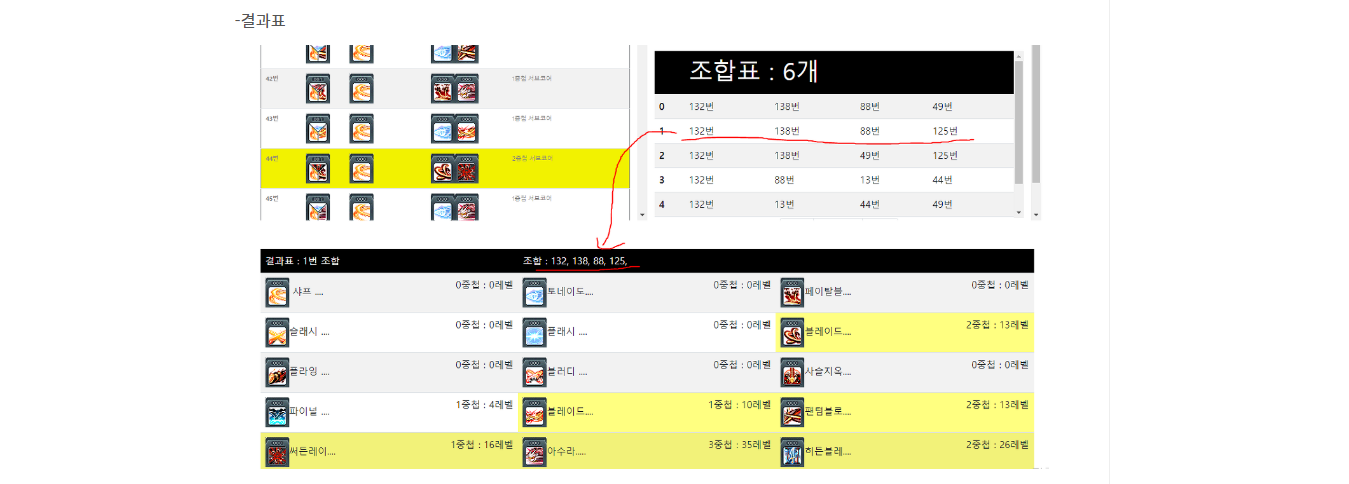 -결과표
42번 1중첩 서브코어
43번 1중첩 서브코어
44번 2중첩 서브코어
45번 1중첩 서브코어
조합표 : 6개
0 132번 138번 88번 49번
1 132번 138번 88번 125번
2 132번 138번 49번 125번
3 132번 88번 13번 44번
4 132번 13번 44번 49번
결과표 : 1번 조합 조합 : 132, 138, 88, 125,
샤프 .... 0중첩 : 0레벨 토네이도.... 0중첩 : 0레벨 페이탈블.... 0중첩 : 0레벨
슬래시 .... 0중첩 : 0레벨 플래시 .... 0중첩 : 0레벨 블레이드.... 2중첩 : 13레벨
플라잉 .... 0중첩 : 0레벨 블러디 .... 0중첩 : 0레벨 사슬지옥.... 0중첩 : 0레벨
파이널 .... 1중첩 : 4레벨 블레이드.... 1중첩 : 10레벨 팬텀블로.... 2중첩 : 13레벨
써든레이.... 1중첩 : 16레벨 아수라..... 3중첩 : 35레벨 히든블레.... 2중첩 : 26레벨